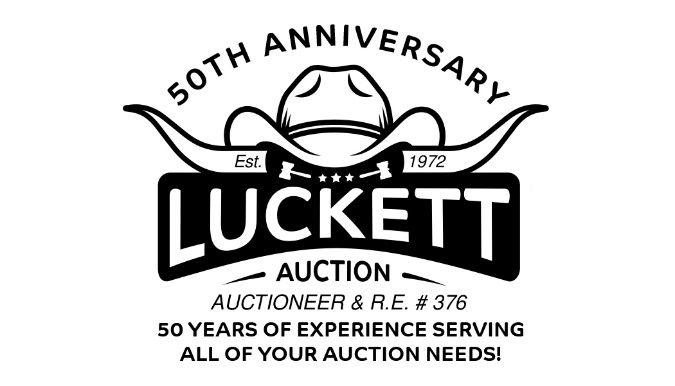 50TH ANNIVERSARY
Est. 1972
LUCKETT
AUCTION
AUCTIONEER & R.E. # 376
50 YEARS OF EXPERIENCE SERVING
ALL OF YOUR AUCTION NEEDS!